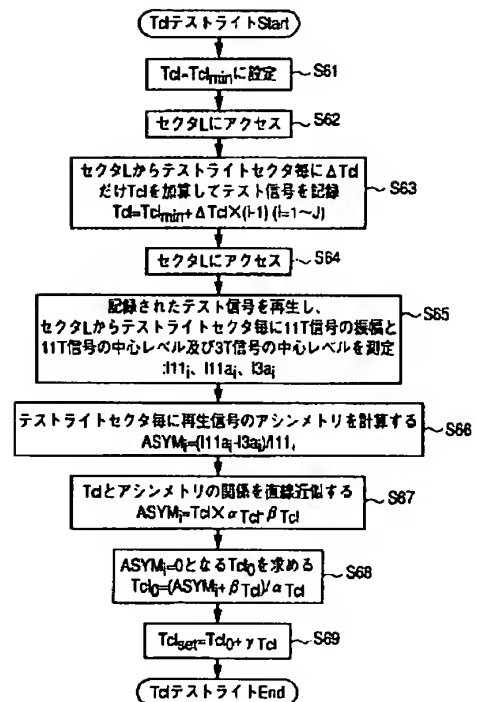 TclテストライトStart
Tcl=Tclminに設定
S61
セクタLにアクセス
S62
セクタLからテストライトセクタ毎にΔTcl
だけTclを加算してテスト信号を記録
Tcl=Tclmin+ΔTcl×(i-1) (i=1~J)
S63
セクタLにアクセス
S64
記録されたテスト信号を再生し、
セクタLからテストライトセクタ毎に11T信号の振幅と
11T信号の中心レベル及び3T信号の中心レベルを測定
:I11i、I11ai、I3ai
S65
テストライトセクタ毎に再生信号のアシンメトリを計算する
ASYMi=(I11ai-I3ai)/I11i
S66
Tclとアシンメトリの関係を直線近似する
ASYMi=Tcl×αTcl-βTcl
S67
ASYMi=0となるTcl0を求める
Tcl0=(ASYMi+βTcl)/αTcl
S68
Tclset=Tcl0+γTcl
S69
TclテストライトEnd